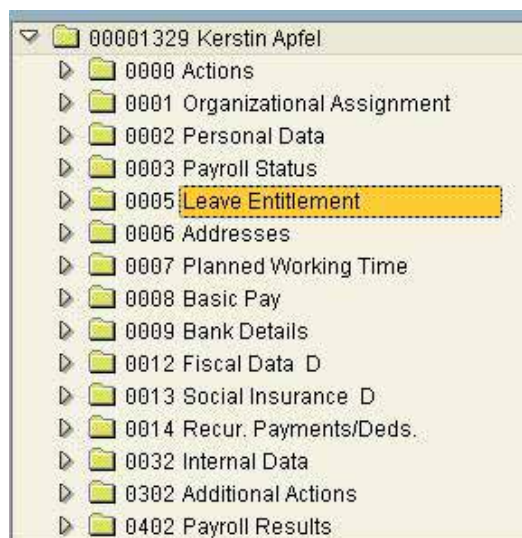 00001329 Kerstin Apfel
0000 Actions
0001 Organizational Assignment
0002 Personal Data
0003 Payroll Status
0005 Leave Entitlement
0006 Addresses
0007 Planned Working Time
0008 Basic Pay
0009 Bank Details
0012 Fiscal Data D
0013 Social Insurance D
0014 Recur. Payments/Deds.
0032 Internal Data
0302 Additional Actions
0402 Payroll Results